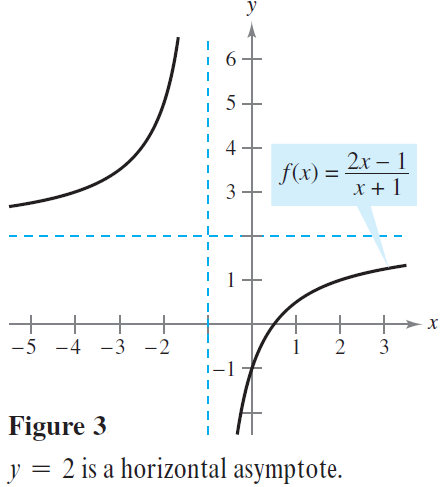 y
6
5
4
3
1
f(x) = \frac{2x – 1}{x + 1}
x
–5 –4 –3 –2 1 2 3
–1
Figure 3
y = 2 is a horizontal asymptote.